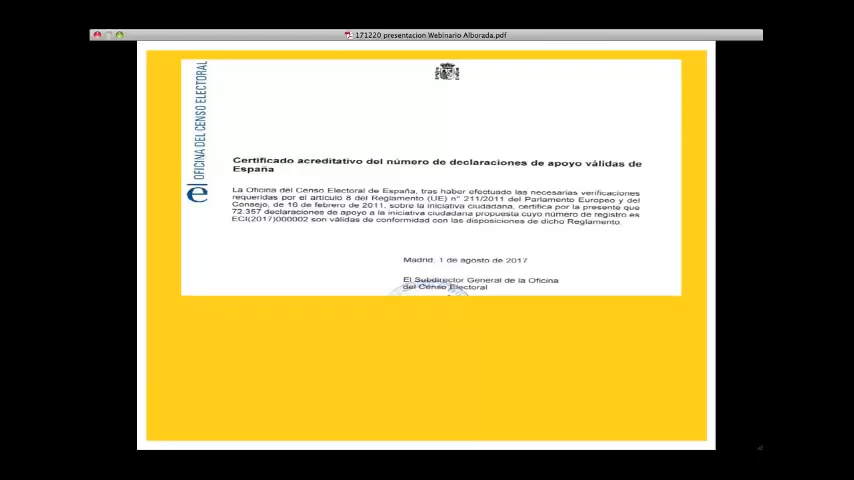 171220 presentacion Webinario Alborada.pdf
OFICINA DEL CENSO ELECTORAL
Certificado acreditativo del número de declaraciones de apoyo válidas de
España
La Oficina del Censo Electoral de España, tras haber efectuado las necesarias verificaciones
requeridas por el artículo 8 del Reglamento (UE) nº 211/2011 del Parlamento Europeo y del
Consejo, de 16 de febrero de 2011, sobre la iniciativa ciudadana, certifica por la presente que
72.357 declaraciones de apoyo a la iniciativa ciudadana propuesta cuyo número de registro es
ECI(2017)000002 son válidas de conformidad con las disposiciones de dicho Reglamento.
Madrid, 1 de agosto de 2017
El Subdirector General de la Oficina
del Censo Electoral